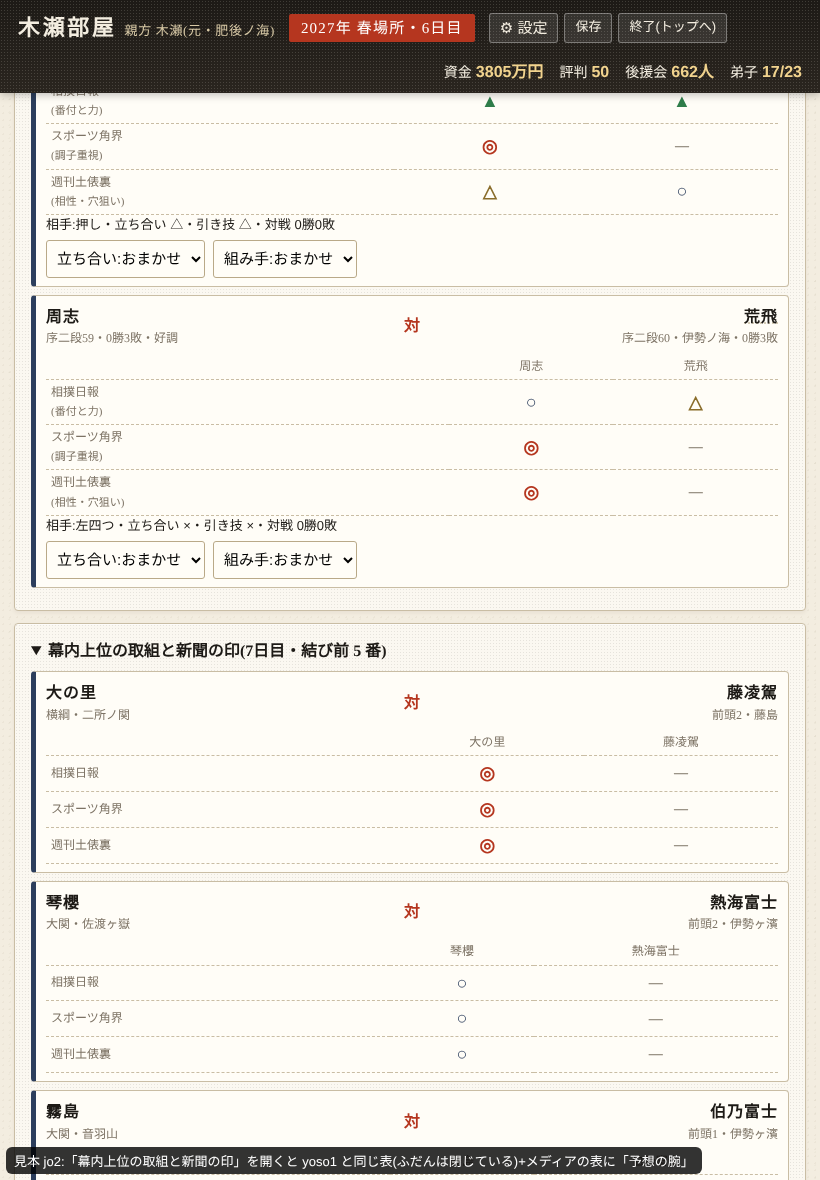 木瀬部屋 親方 木瀬(元・肥後ノ海) 2027年 春場所・6日目 ⚙ 設定 保存 終了(トップへ)
資金 3805万円 評判 50 後援会 662人 弟子 17/23
相撲日報 ▲ ▲
(番付と力)
スポーツ角界 ◎ —
(調子重視)
週刊土俵裏 △ ○
(相性・穴狙い)
相手:押し・立ち合い △・引き技 △・対戦 0勝0敗
立ち合い:おまかせ 組み手:おまかせ
周志 対 荒飛
序二段59・0勝3敗・好調 序二段60・伊勢ノ海・0勝3敗
周志 荒飛
相撲日報 ○ △
(番付と力)
スポーツ角界 ◎ —
(調子重視)
週刊土俵裏 ◎ —
(相性・穴狙い)
相手:左四つ・立ち合い ×・引き技 ×・対戦 0勝0敗
立ち合い:おまかせ 組み手:おまかせ
▼ 幕内上位の取組と新聞の印(7日目・結び前 5 番)
大の里 対 藤凌駕
横綱・二所ノ関 前頭2・藤島
大の里 藤凌駕
相撲日報 ◎ —
スポーツ角界 ◎ —
週刊土俵裏 ◎ —
琴櫻 対 熱海富士
大関・佐渡ヶ嶽 前頭2・伊勢ヶ濱
琴櫻 熱海富士
相撲日報 ○ —
スポーツ角界 ○ —
週刊土俵裏 ○ —
霧島 対 伯乃富士
大関・音羽山 前頭1・伊勢ヶ濱
見本 jo2:「幕内上位の取組と新聞の印」を開くと yoso1 と同じ表(ふだんは閉じている)+メディアの表に「予想の腕」